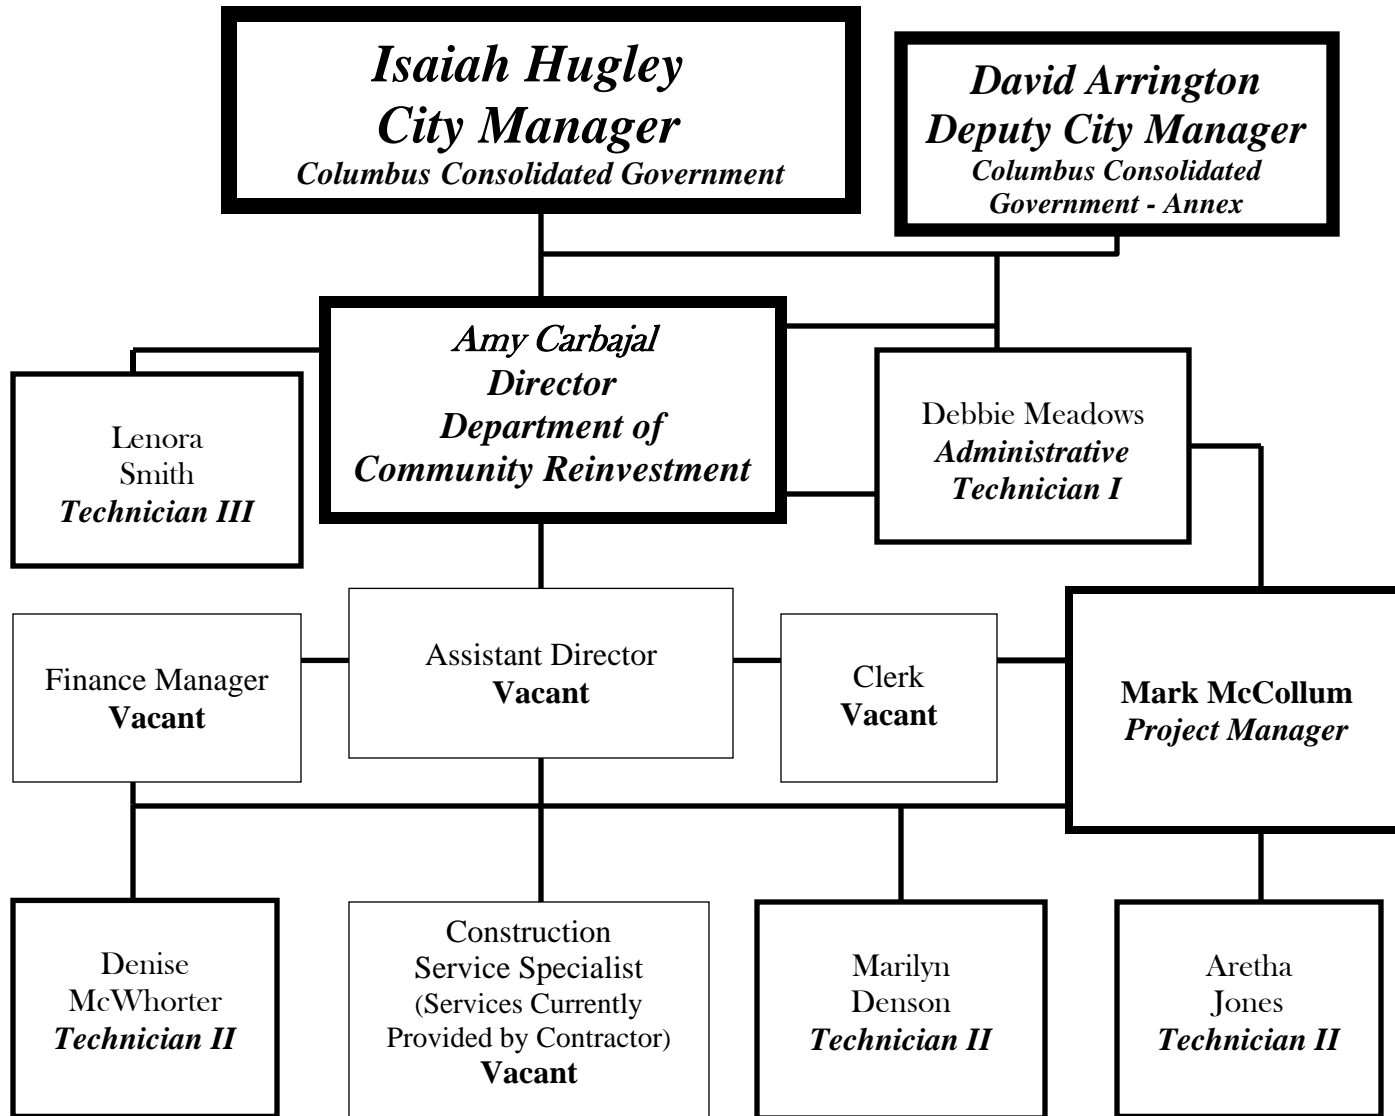 Isaiah Hugley
City Manager
Columbus Consolidated Government
David Arrington
Deputy City Manager
Columbus Consolidated
Government - Annex
Amy Carbajal
Director
Department of
Community Reinvestment
Lenora
Smith
Technician III
Debbie Meadows
Administrative
Technician I
Finance Manager
Vacant
Assistant Director
Vacant
Clerk
Vacant
Mark McCollum
Project Manager
Denise
McWhorter
Technician II
Construction
Service Specialist
(Services Currently
Provided by Contractor)
Vacant
Marilyn
Denson
Technician II
Aretha
Jones
Technician II